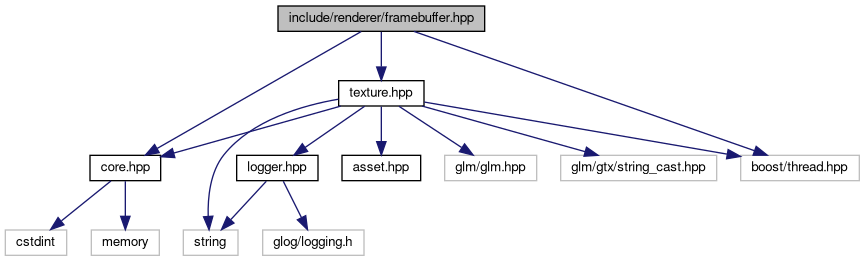 include/renderer/framebuffer.hpp
texture.hpp
core.hpp
logger.hpp
asset.hpp
glm/glm.hpp
glm/gtx/string_cast.hpp
boost/thread.hpp
cstdint
memory
string
glog/logging.h